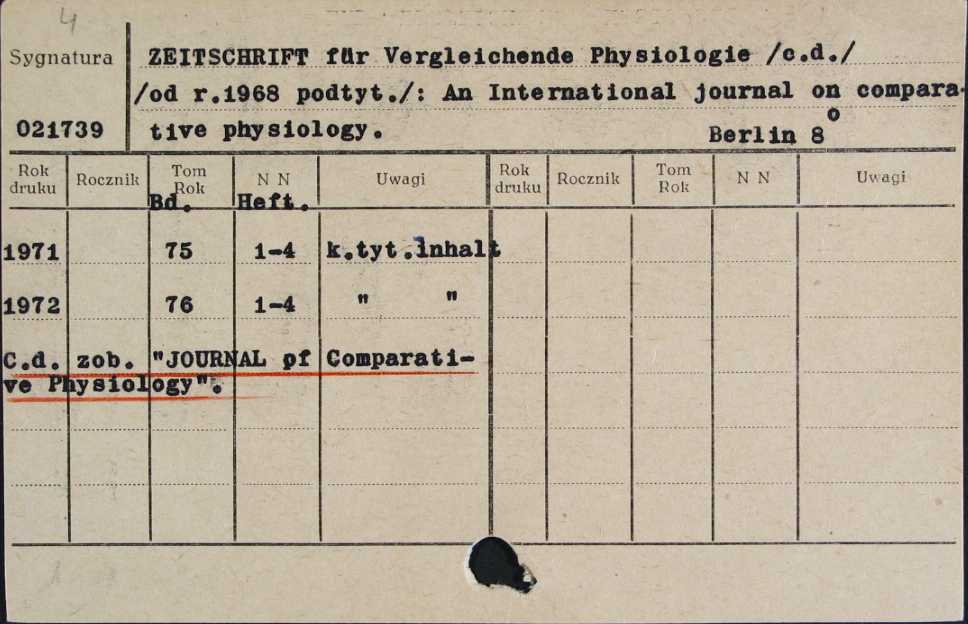 4
Sygnatura ZEITSCHRIFT für Vergleichende Physiologie /c.d./
/od r.1968 podtyt./: An International journal on compara-
021739 tive physiology. Berlin 8°
Rok druku Rocznik Tom Rok N N Uwagi Rok druku Rocznik Tom Rok N N Uwagi
Bd. Heft.
1971 75 1-4 k.tyt.inhalt
1972 76 1-4 " "
C.d. zob. "JOURNAL of Comparati-
ve Physiology".